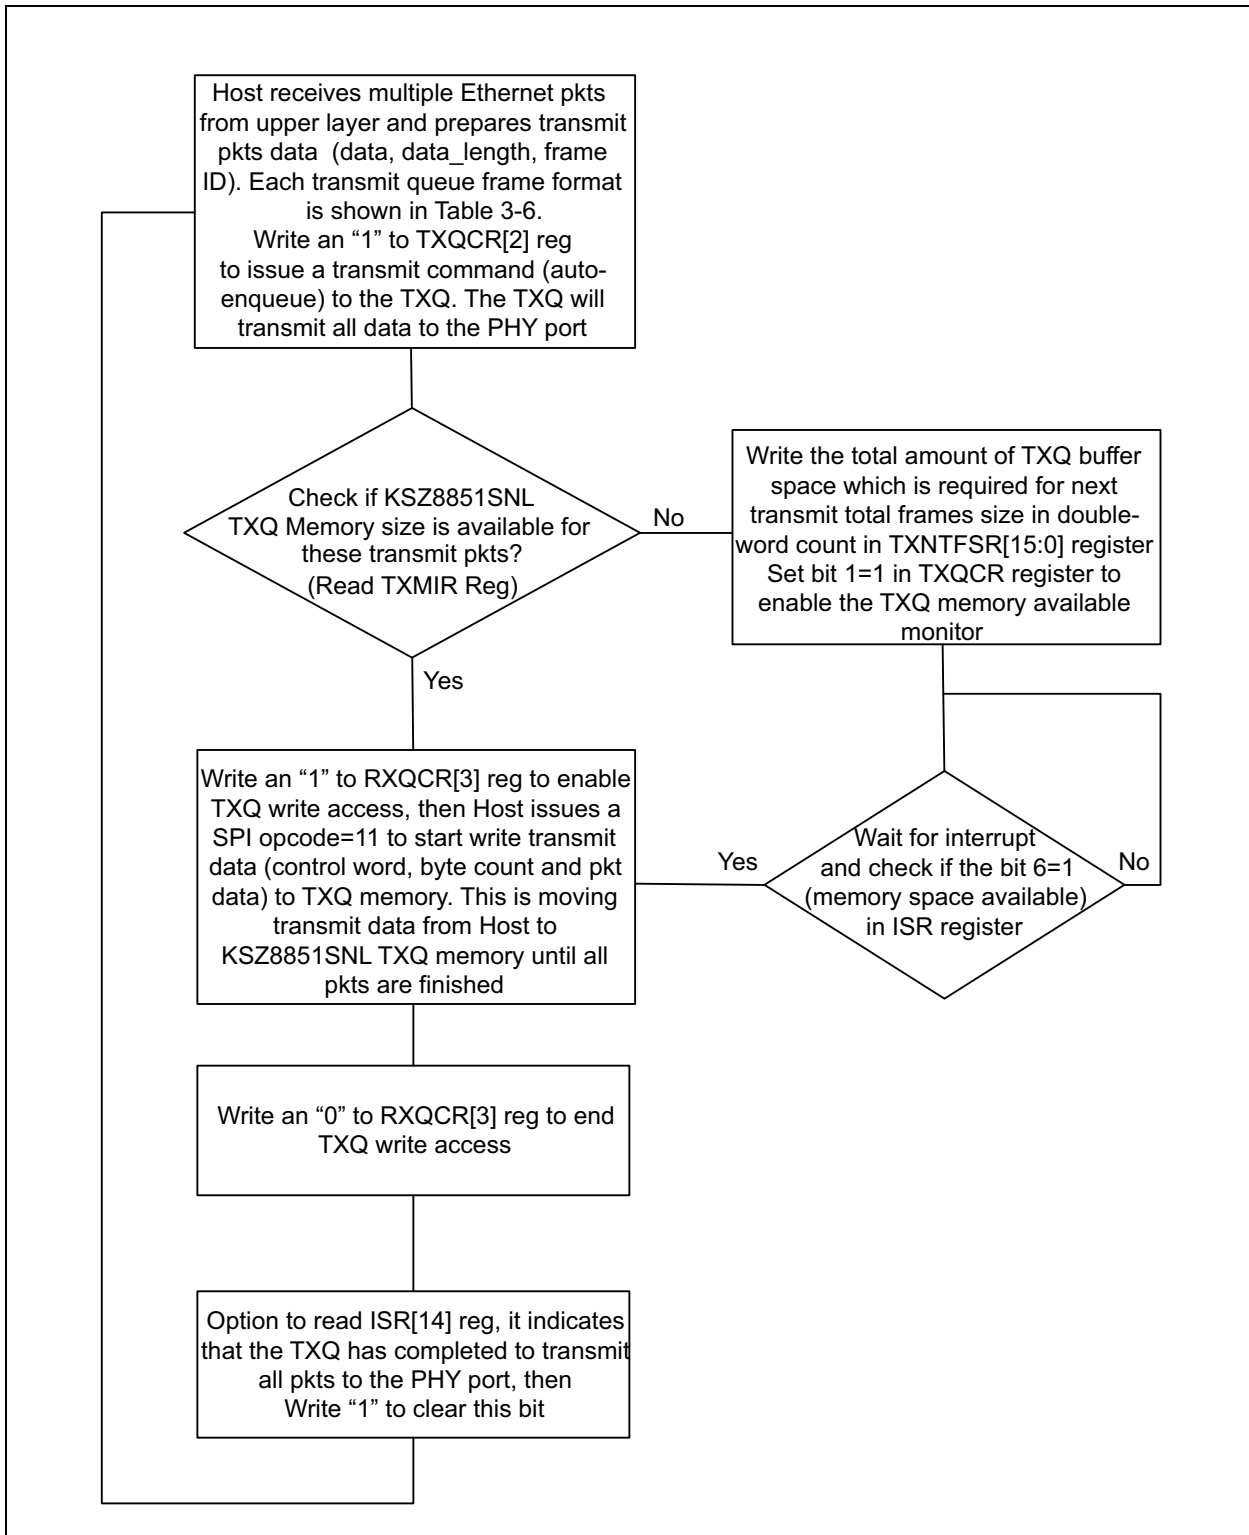 Host receives multiple Ethernet pkts
from upper layer and prepares transmit
pkts data (data, data_length, frame
ID). Each transmit queue frame format
is shown in Table 3-6.
Write an “1” to TXQCR[2] reg
to issue a transmit command (auto-
enqueue) to the TXQ. The TXQ will
transmit all data to the PHY port
Check if KSZ8851SNL
TXQ Memory size is available for
these transmit pkts?
(Read TXMIR Reg)
No
Write the total amount of TXQ buffer
space which is required for next
transmit total frames size in double-
word count in TXNTFSR[15:0] register
Set bit 1=1 in TXQCR register to
enable the TXQ memory available
monitor
Yes
Write an “1” to RXQCR[3] reg to enable
TXQ write access, then Host issues a
SPI opcode=11 to start write transmit
data (control word, byte count and pkt
data) to TXQ memory. This is moving
transmit data from Host to
KSZ8851SNL TXQ memory until all
pkts are finished
Yes
Wait for interrupt
and check if the bit 6=1
(memory space available)
in ISR register
No
Write an “0” to RXQCR[3] reg to end
TXQ write access
Option to read ISR[14] reg, it indicates
that the TXQ has completed to transmit
all pkts to the PHY port, then
Write “1” to clear this bit